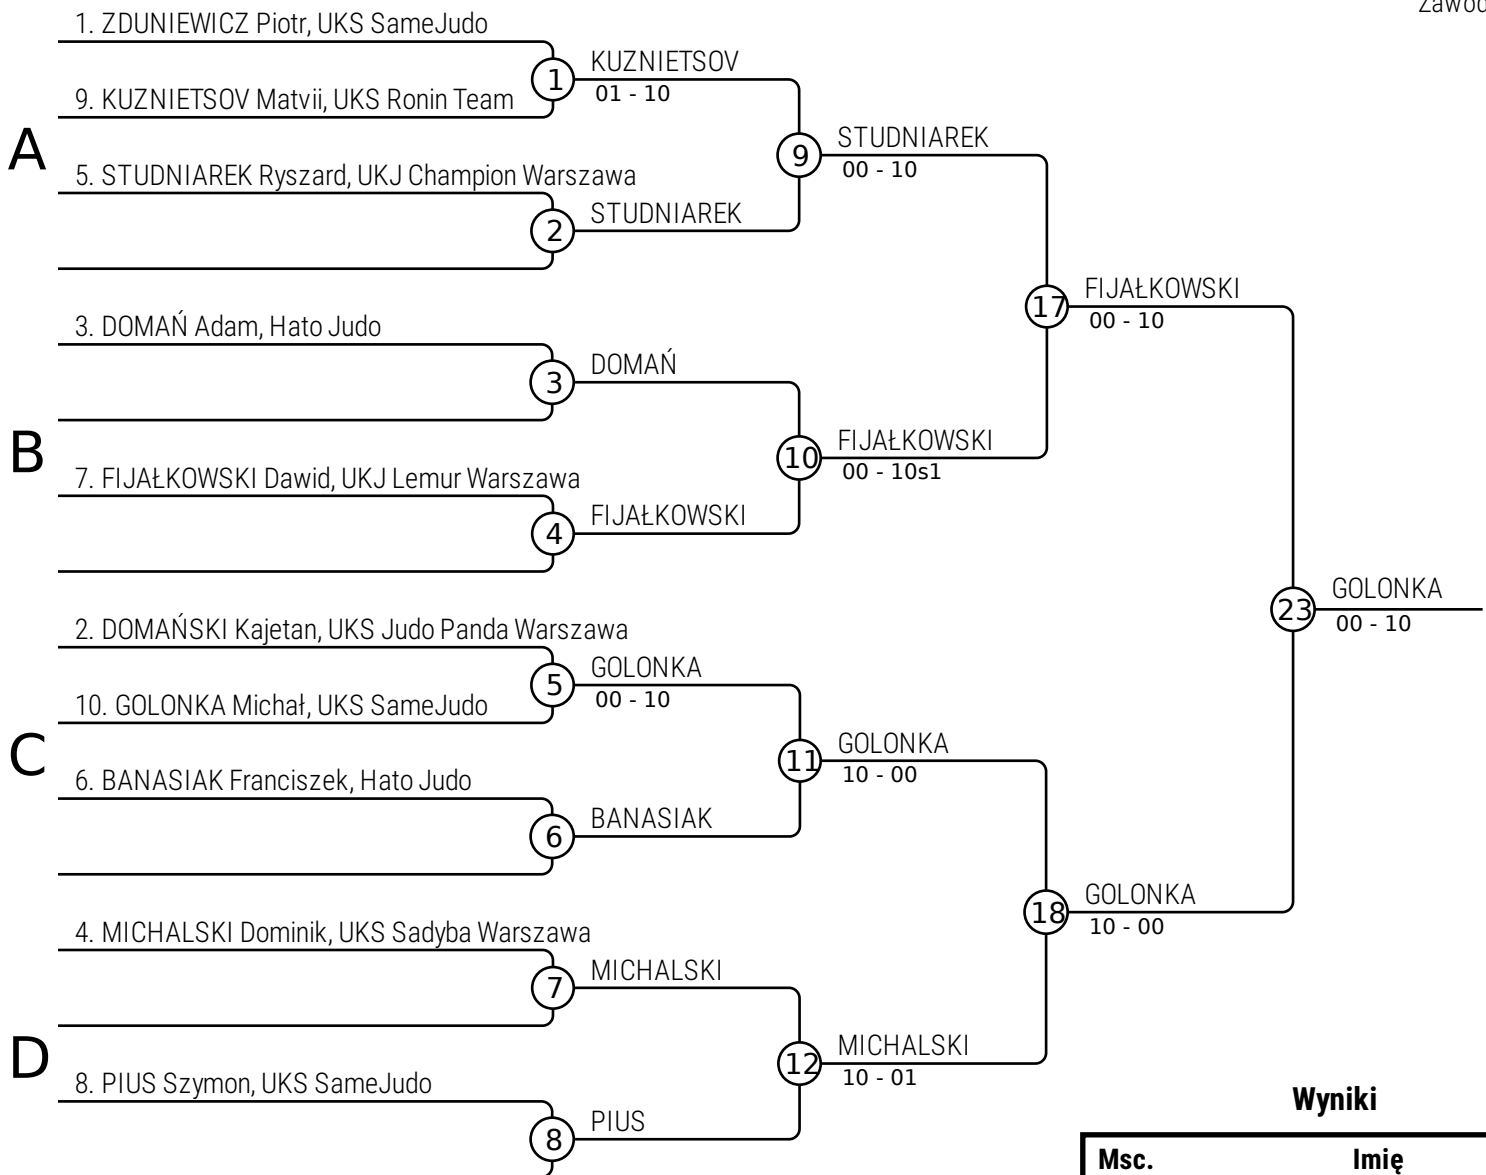 Zawod
1. ZDUNIEWICZ Piotr, UKS SameJudo
1
KUZNIETSOV
01 - 10
9. KUZNIETSOV Matvii, UKS Ronin Team
A
9
STUDNIAREK
00 - 10
5. STUDNIAREK Ryszard, UKJ Champion Warszawa
2
STUDNIAREK
17
FIJAŁKOWSKI
00 - 10
3. DOMAŃ Adam, Hato Judo
3
DOMAŃ
B
10
FIJAŁKOWSKI
00 - 10s1
7. FIJAŁKOWSKI Dawid, UKJ Lemur Warszawa
4
FIJAŁKOWSKI
23
GOLONKA
00 - 10
2. DOMAŃSKI Kajetan, UKS Judo Panda Warszawa
5
GOLONKA
00 - 10
10. GOLONKA Michał, UKS SameJudo
C
11
GOLONKA
10 - 00
6. BANASIAK Franciszek, Hato Judo
6
BANASIAK
18
GOLONKA
10 - 00
4. MICHALSKI Dominik, UKS Sadyba Warszawa
7
MICHALSKI
D
12
MICHALSKI
10 - 01
8. PIUS Szymon, UKS SameJudo
8
PIUS
Wyniki
Msc. Imię